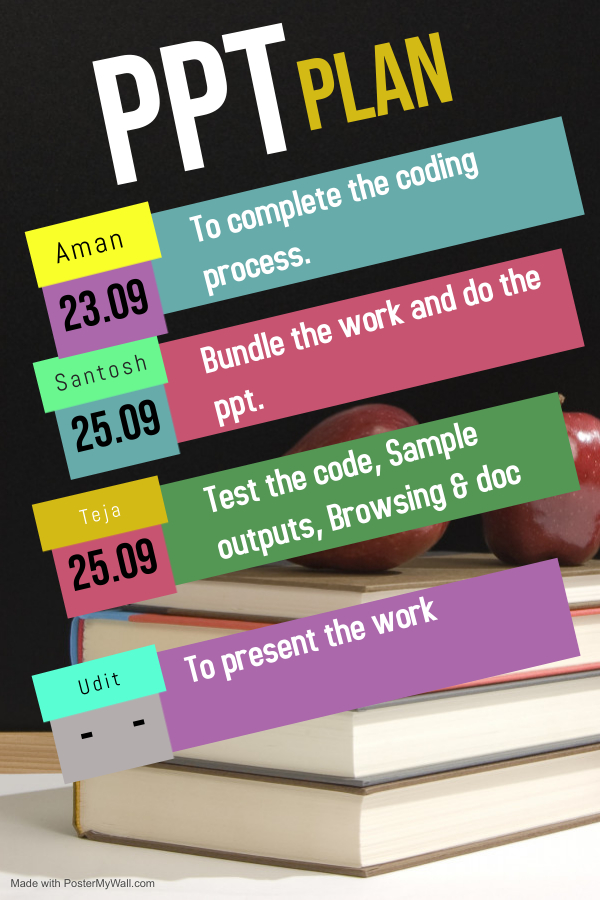 PPT PLAN
Aman
To complete the coding
process.
23.09
Santosh
Bundle the work and do the
ppt.
25.09
Teja
Test the code, Sample
outputs, Browsing & doc
25.09
Udit
To present the work
- -
Made with PosterMyWall.com